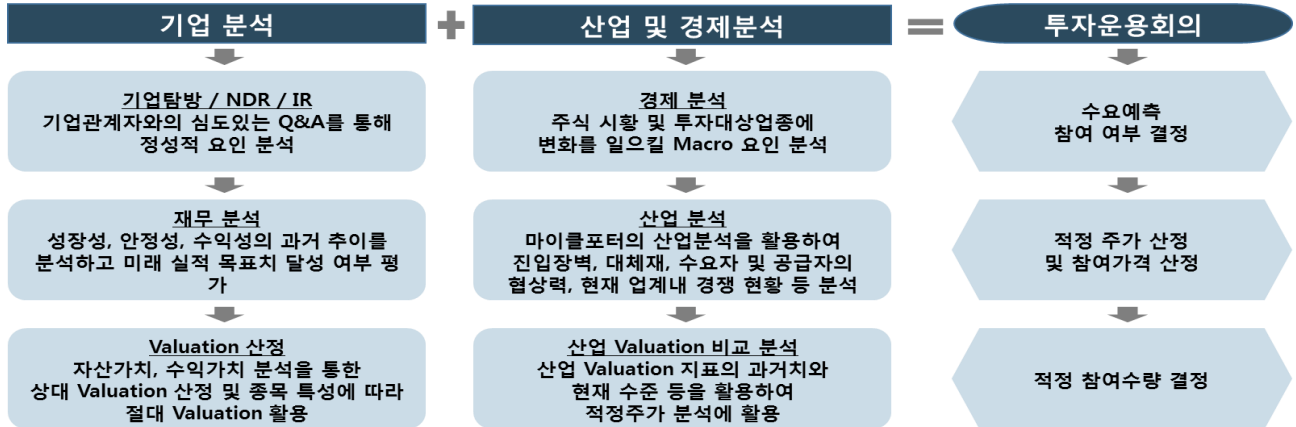 기업 분석
기업탐방 / NDR / IR
기업관계자와의 심도있는 Q&A를 통해
정성적 요인 분석
재무 분석
성장성, 안정성, 수익성의 과거 추이를
분석하고 미래 실적 목표치 달성 여부 평
가
Valuation 산정
자산가치, 수익가치 분석을 통한
상대 Valuation 산정 및 종목 특성에 따라
절대 Valuation 활용
+
산업 및 경제분석
경제 분석
주식 시황 및 투자대상업종에
변화를 일으킬 Macro 요인 분석
산업 분석
마이클포터의 산업분석을 활용하여
진입장벽, 대체재, 수요자 및 공급자의
협상력, 현재 업계내 경쟁 현황 등 분석
산업 Valuation 비교 분석
산업 Valuation 지표의 과거치와
현재 수준 등을 활용하여
적정주가 분석에 활용
=
투자운용회의
수요예측
참여 여부 결정
적정 주가 산정
및 참여가격 산정
적정 참여수량 결정